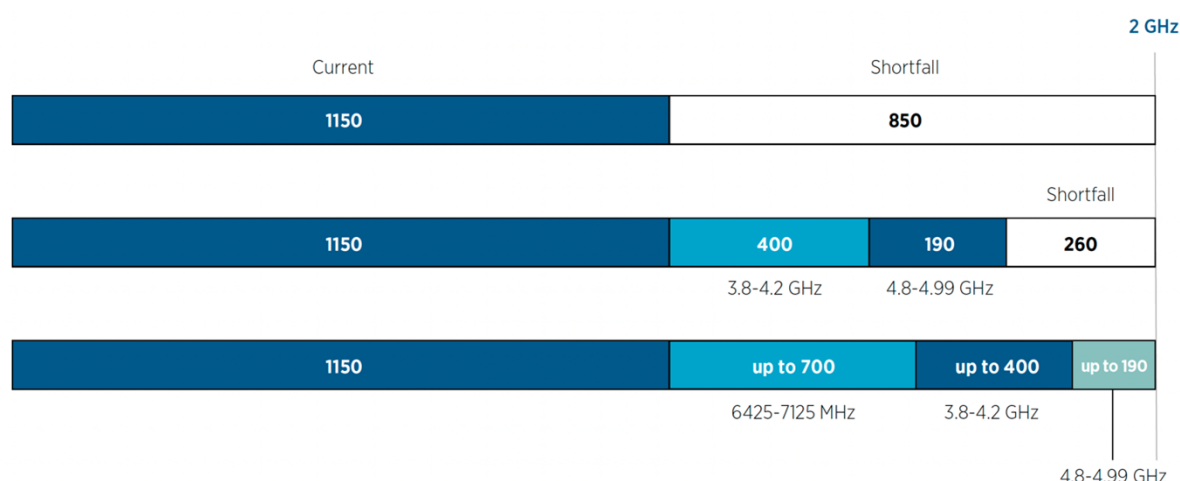 2 GHz
Current Shortfall
1150 850
Shortfall
1150 400 190 260
3.8-4.2 GHz 4.8-4.99 GHz
1150 up to 700 up to 400 up to 190
6425-7125 MHz 3.8-4.2 GHz
4.8-4.99 GHz